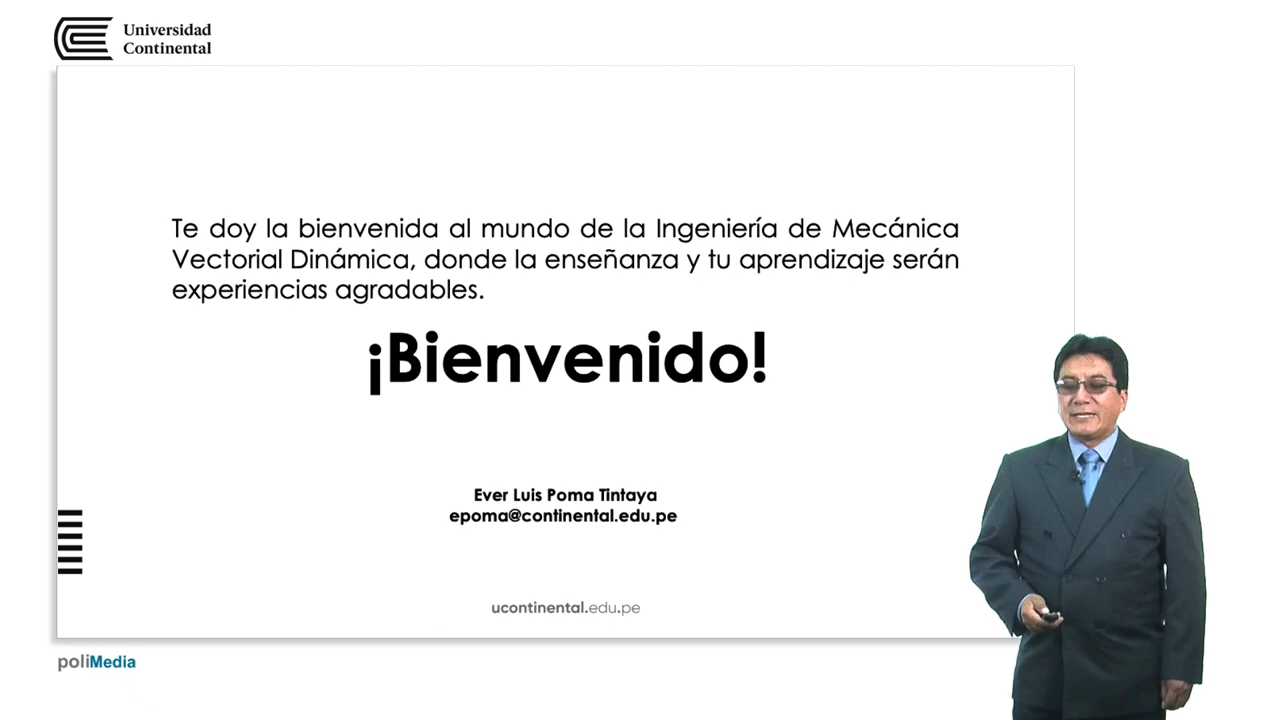 Universidad
Continental
Te doy la bienvenida al mundo de la Ingeniería de Mecánica
Vectorial Dinámica, donde la enseñanza y tu aprendizaje serán
experiencias agradables.
¡Bienvenido!
Ever Luis Poma Tintaya
epoma@continental.edu.pe
ucontinental.edu.pe
poliMedia